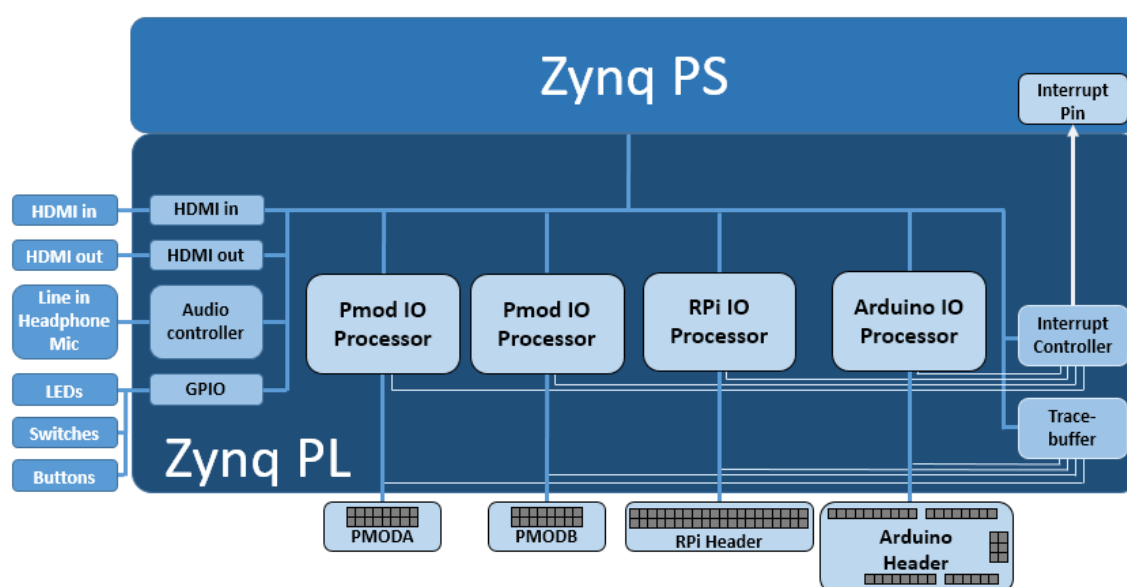 Zynq PS
Interrupt
Pin
HDMI in
HDMI in
HDMI out
HDMI out
Line in
Headphone
Mic
Audio
controller
Pmod IO
Processor
Pmod IO
Processor
RPi IO
Processor
Arduino IO
Processor
Interrupt
Controller
LEDs
GPIO
Switches
Buttons
Zynq PL
Trace-
buffer
PMODA
PMODB
RPi Header
Arduino
Header